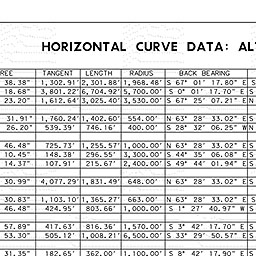 HORIZONTAL CURVE DATA: AL
REE TANGENT LENGTH RADIUS BACK BEARING
38.38" 1,302.91' 2,301.88' 1,968.48' S 67° 01' 17.80" E S
18.68" 3,801.22' 6,704.92' 5,700.00' S 0° 01' 17.70" E
23.20" 1,612.64' 3,025.40' 3,530.00' S 67° 25' 07.21" E N
31.91" 1,760.24' 1,402.60' 554.00' N 63° 28' 33.02" E S
26.20" 539.39' 746.16' 400.00' S 28° 32' 06.25" W N
46.48" 725.73' 1,255.57' 1,000.00' N 63° 28' 33.02" E
10.45" 148.38' 296.55' 3,300.00' S 44° 35' 06.08" E S
14.37" 107.91' 215.67' 2,400.00' S 49° 44' 01.94" E S
30.99" 4,077.29' 1,831.49' 648.00' N 63° 28' 33.02" E
30.83" 1,103.10' 1,365.27' 663.00' N 63° 28' 33.02" E S
46.48" 424.95' 803.66' 1,000.00' S 1° 27' 40.97" W S
57.89" 417.63' 816.36' 1,570.00' S 3° 42' 17.70" E S
53.30" 505.12' 1,008.21' 6,500.00' S 33° 29' 50.57" E
31.35" 182.65' 362.00' 1,100.00' S 8° 42' 17.90" E S